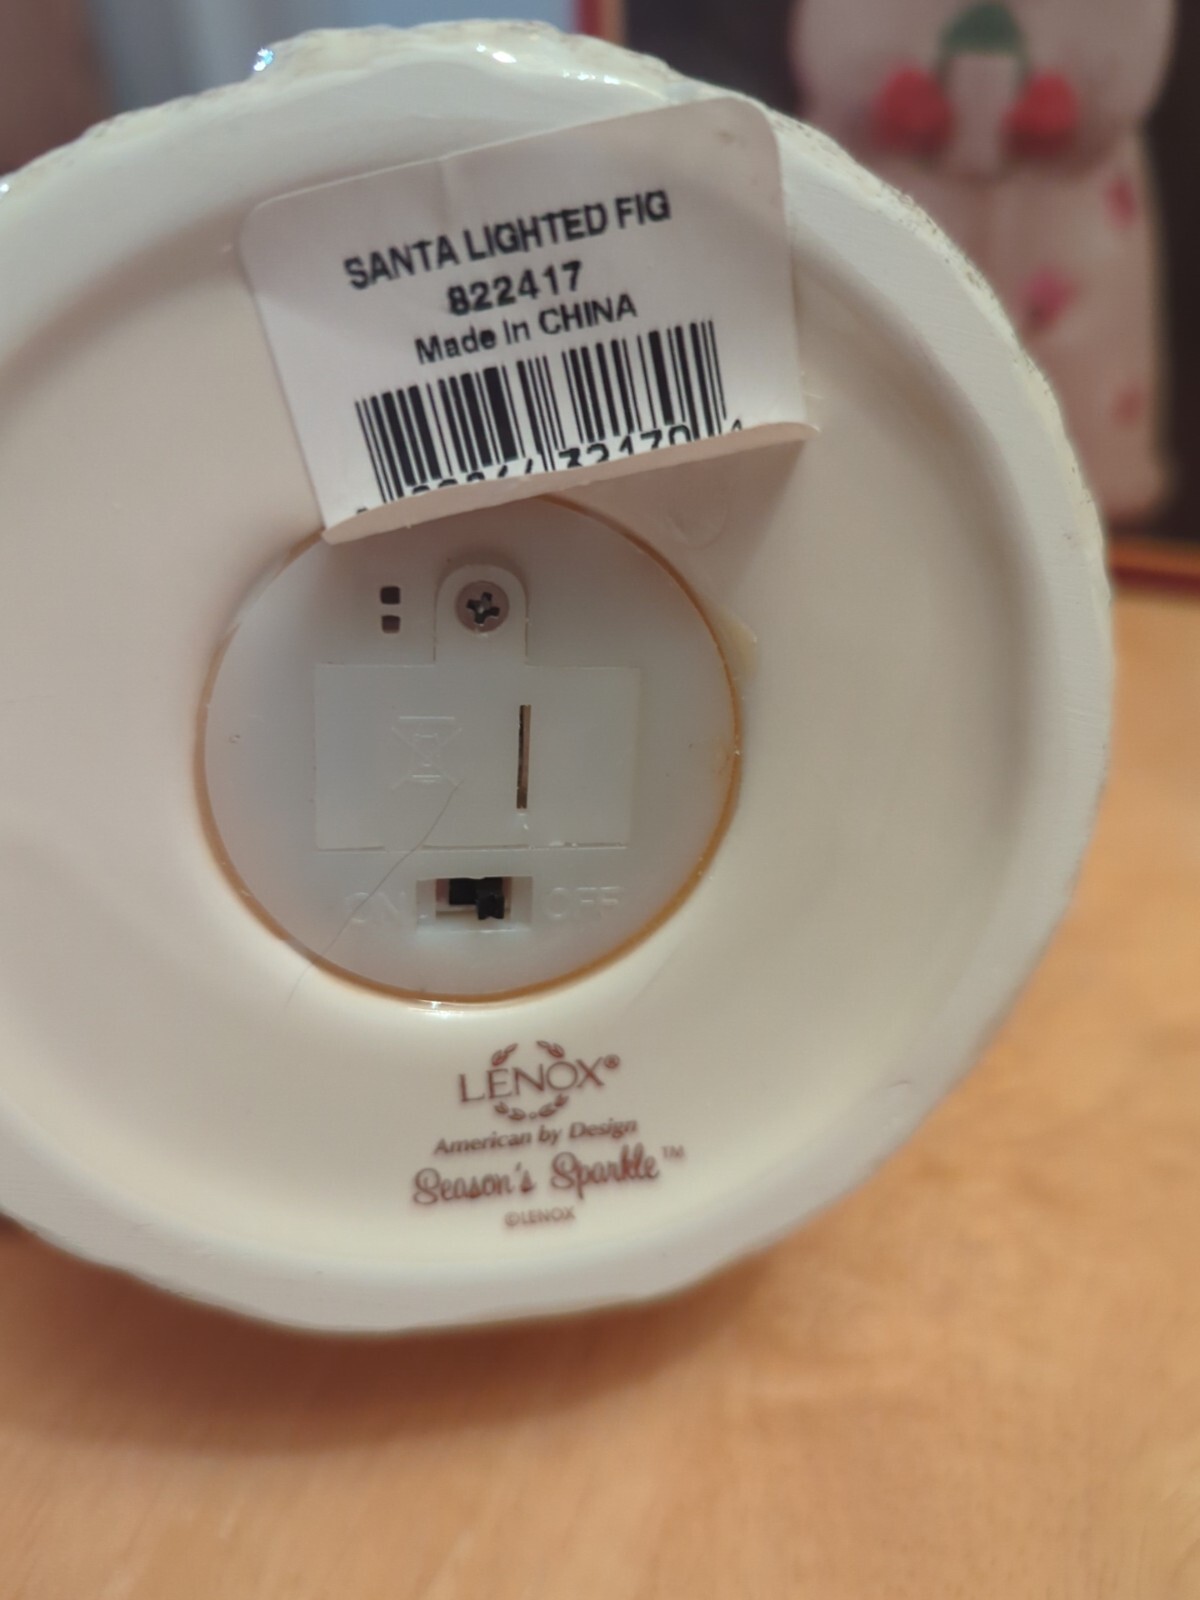 SANTA LIGHTED FIG
822417
Made In CHINA
ON OFF
LENOX®
American by Design
Season's Sparkle™
©LENOX